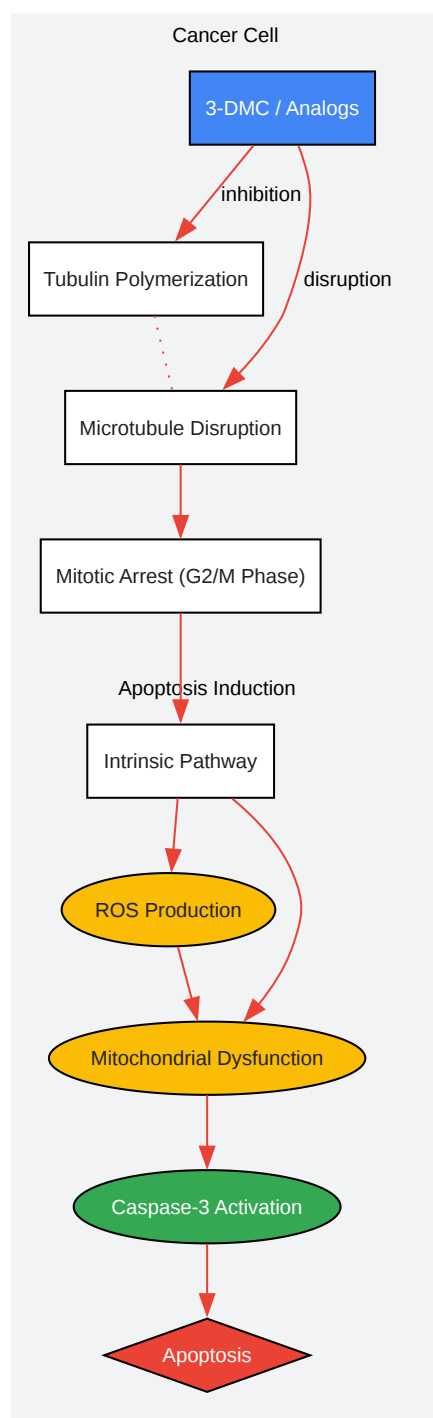 Cancer Cell
3-DMC / Analogs
inhibition
Tubulin Polymerization
disruption
Microtubule Disruption
Mitotic Arrest (G2/M Phase)
Apoptosis Induction
Intrinsic Pathway
ROS Production
Mitochondrial Dysfunction
Caspase-3 Activation
Apoptosis